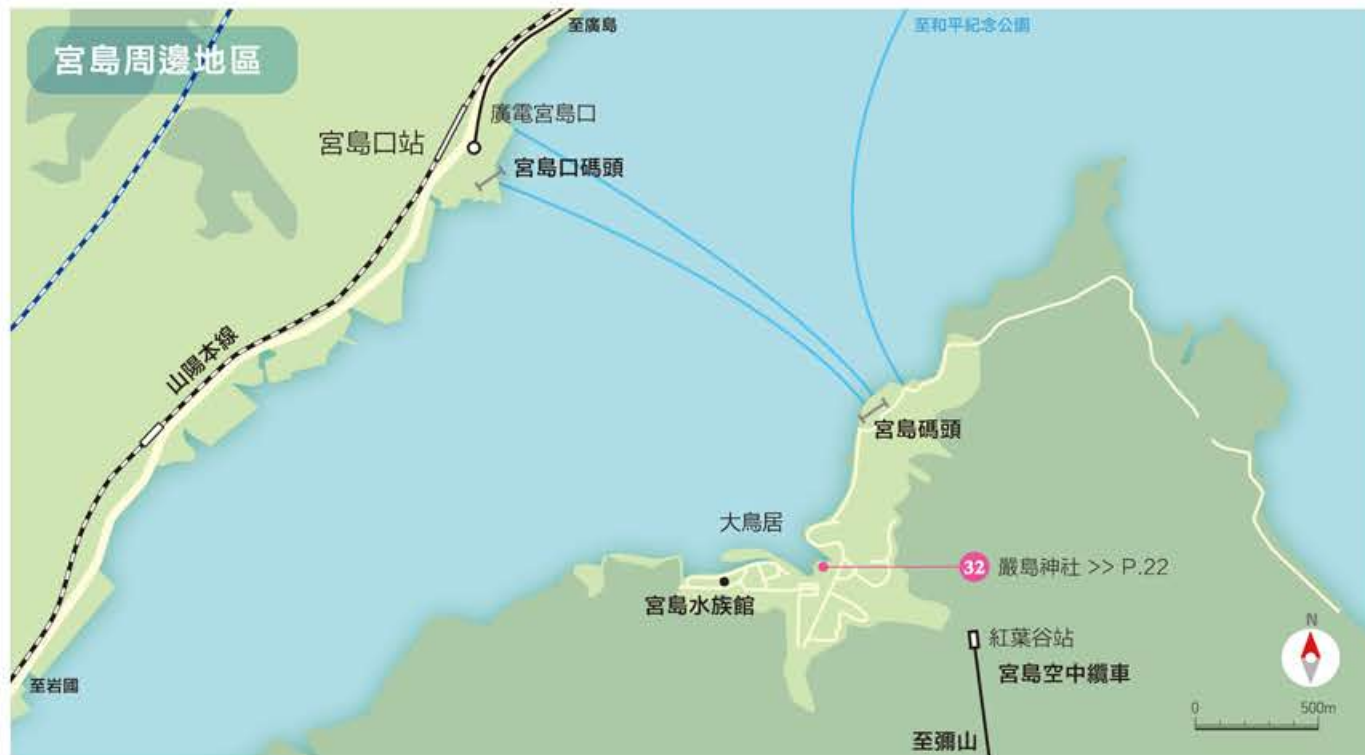 宮島周邊地區
至廣島
至和平紀念公園
廣電宮島口
宮島口站
宮島口碼頭
山陽本線
宮島碼頭
大鳥居
32 嚴島神社 >> P.22
宮島水族館
紅葉谷站
宮島空中纜車
N
至岩國
0 500m
至彌山